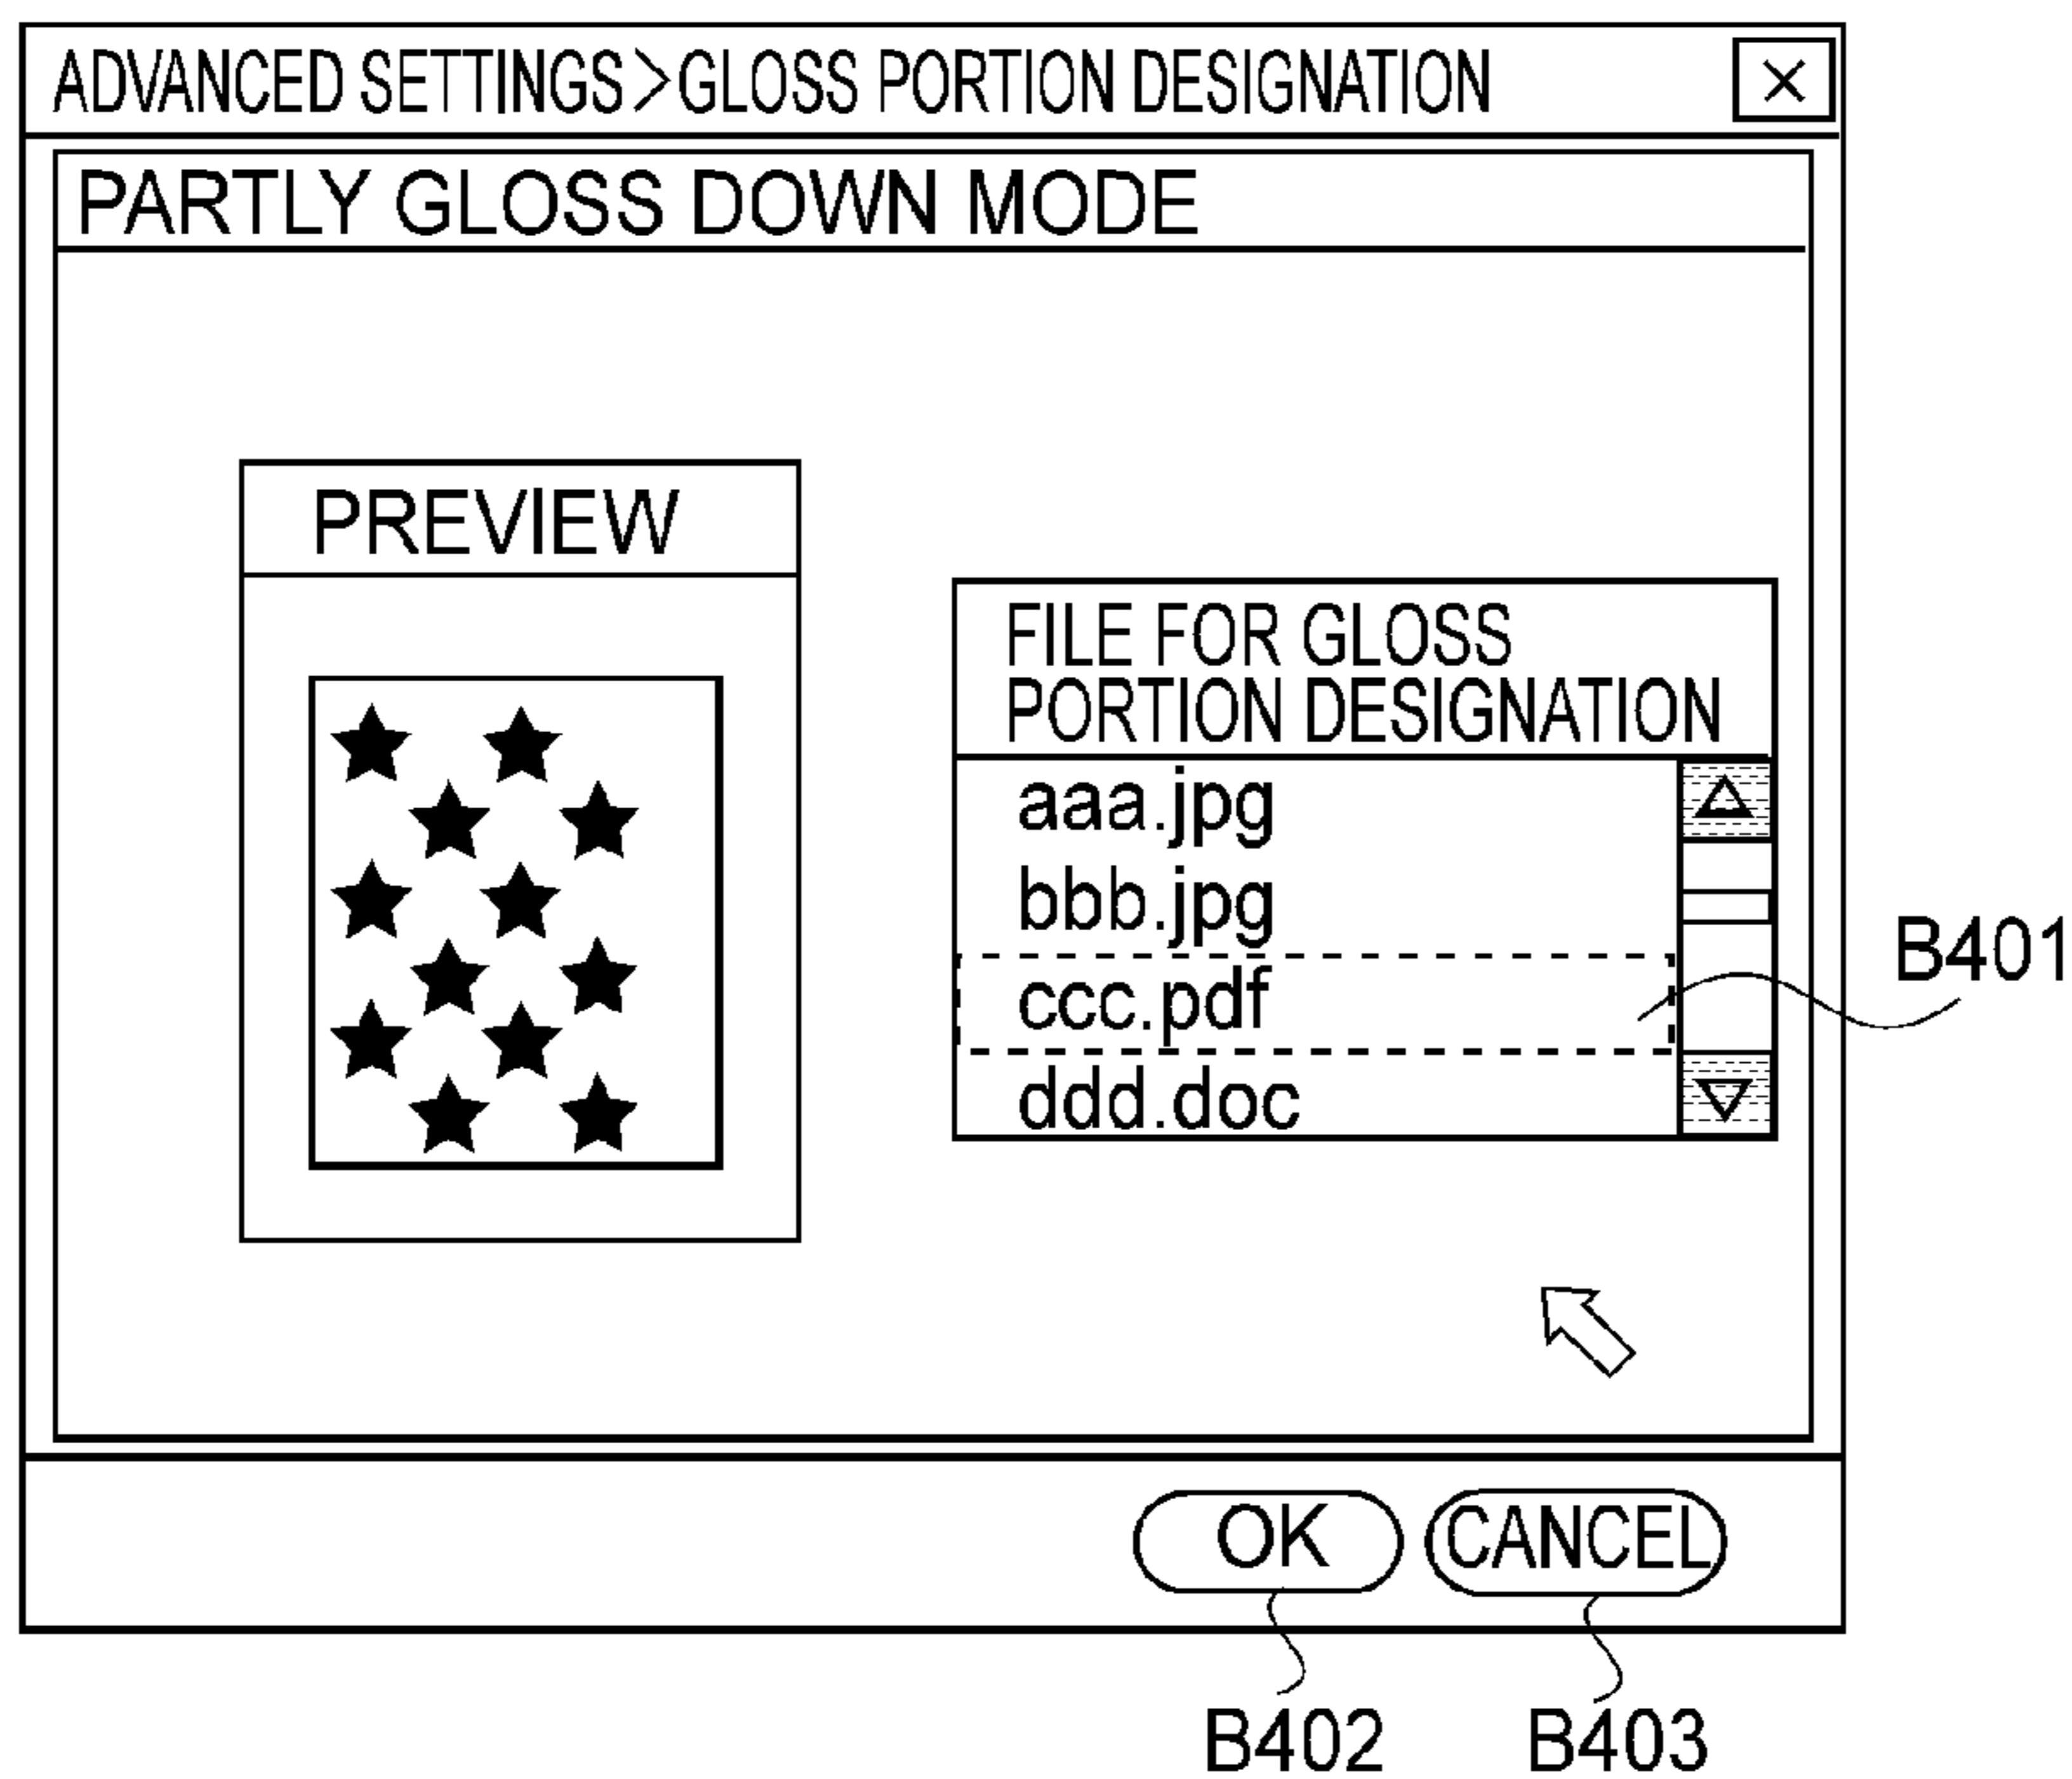 ADVANCED SETTINGS>GLOSS PORTION DESIGNATION
×
PARTLY GLOSS DOWN MODE
PREVIEW
FILE FOR GLOSS
PORTION DESIGNATION
aaa.jpg
bbb.jpg
ccc.pdf
ddd.doc
B401
OK
CANCEL
B402
B403